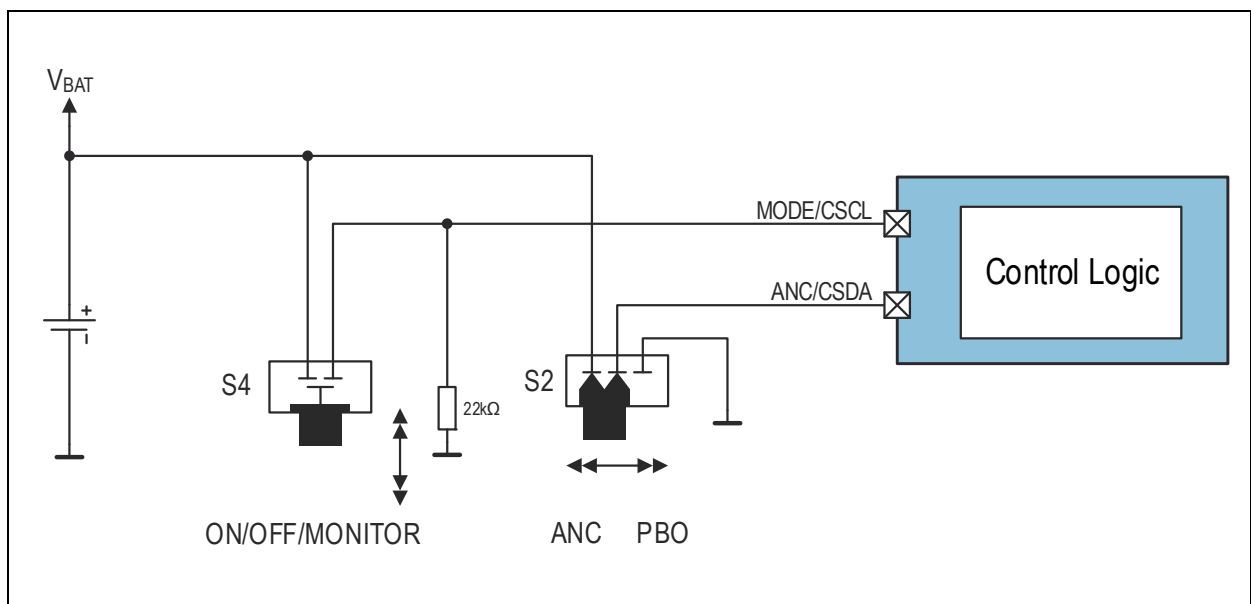 VBAT
MODE/CSCL
Control Logic
ANC/CSDA
+
S4
S2
22kΩ
ON/OFF/MONITOR
ANC PBO